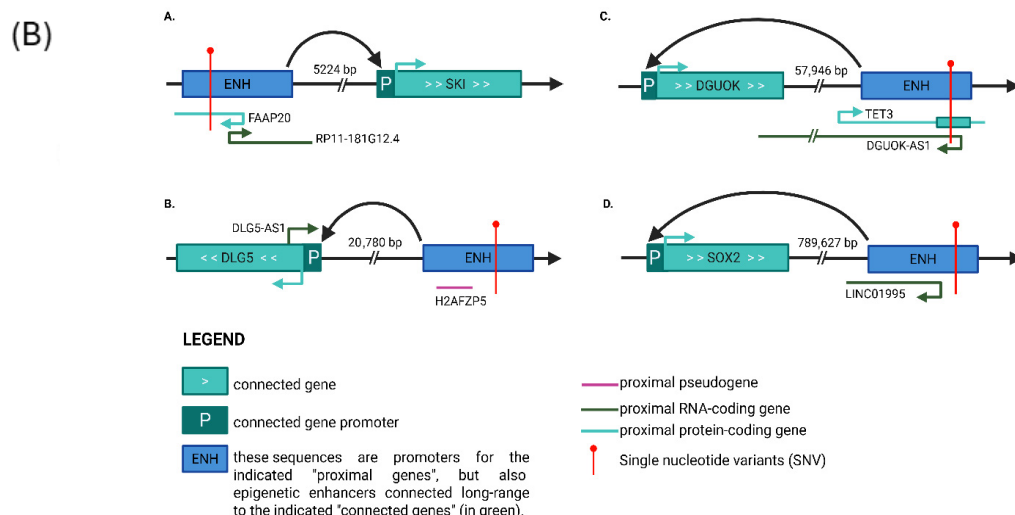 (B)
A.
ENH
5224 bp
P
>> SKI >>
FAAP20
RP11-181G12.4
C.
P
>> DGUOK >>
57,946 bp
ENH
TET3
DGUOK-AS1
B.
DLG5-AS1
<< DLG5 <<
P
20,780 bp
ENH
H2AFZP5
D.
P
>> SOX2 >>
789,627 bp
ENH
LINC01995
LEGEND
>
connected gene
P
connected gene promoter
ENH
these sequences are promoters for the
indicated "proximal genes", but also
epigenetic enhancers connected long-range
to the indicated "connected genes" (in green).
proximal pseudogene
proximal RNA-coding gene
proximal protein-coding gene
Single nucleotide variants (SNV)